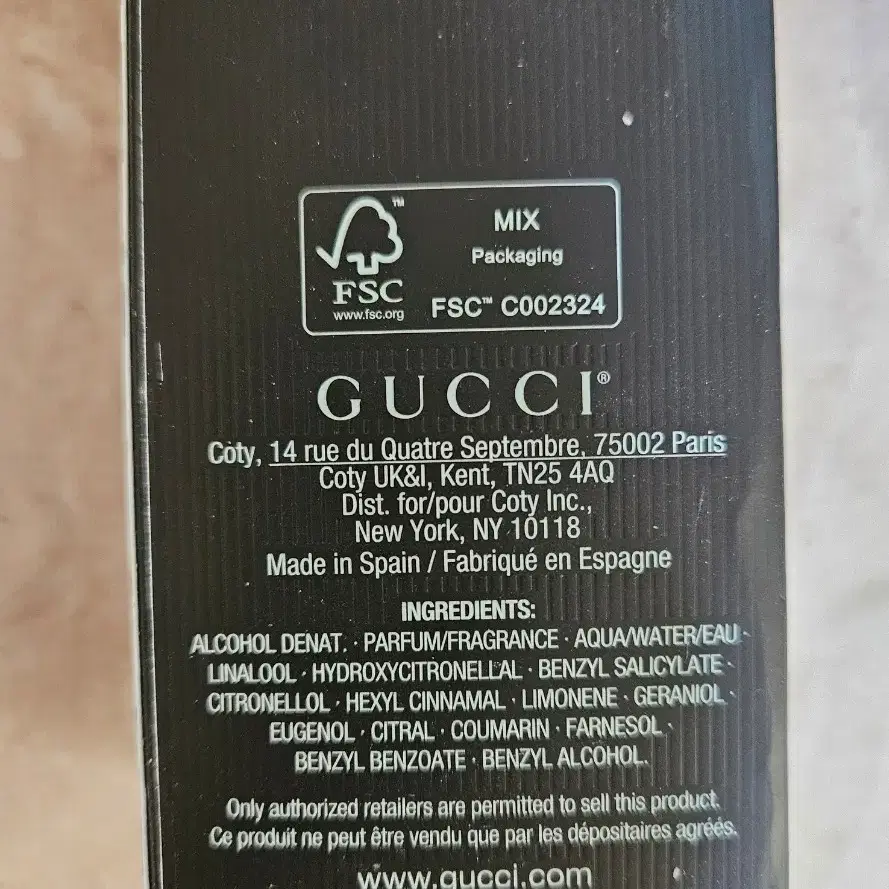 MIX
Packaging
FSC™ C002324
™
FSC
www.fsc.org
GUCCI®
Coty, 14 rue du Quatre Septembre, 75002 Paris
Coty UK&I, Kent, TN25 4AQ
Dist. for/pour Coty Inc.,
New York, NY 10118
Made in Spain / Fabriqué en Espagne
INGREDIENTS:
ALCOHOL DENAT. · PARFUM/FRAGRANCE · AQUA/WATER/EAU ·
LINALOOL · HYDROXYCITRONELLAL · BENZYL SALICYLATE ·
CITRONELLOL · HEXYL CINNAMAL · LIMONENE · GERANIOL ·
EUGENOL · CITRAL · COUMARIN · FARNESOL ·
BENZYL BENZOATE · BENZYL ALCOHOL.
Only authorized retailers are permitted to sell this product.
Ce produit ne peut être vendu que par les dépositaires agréés.
www.gucci.com